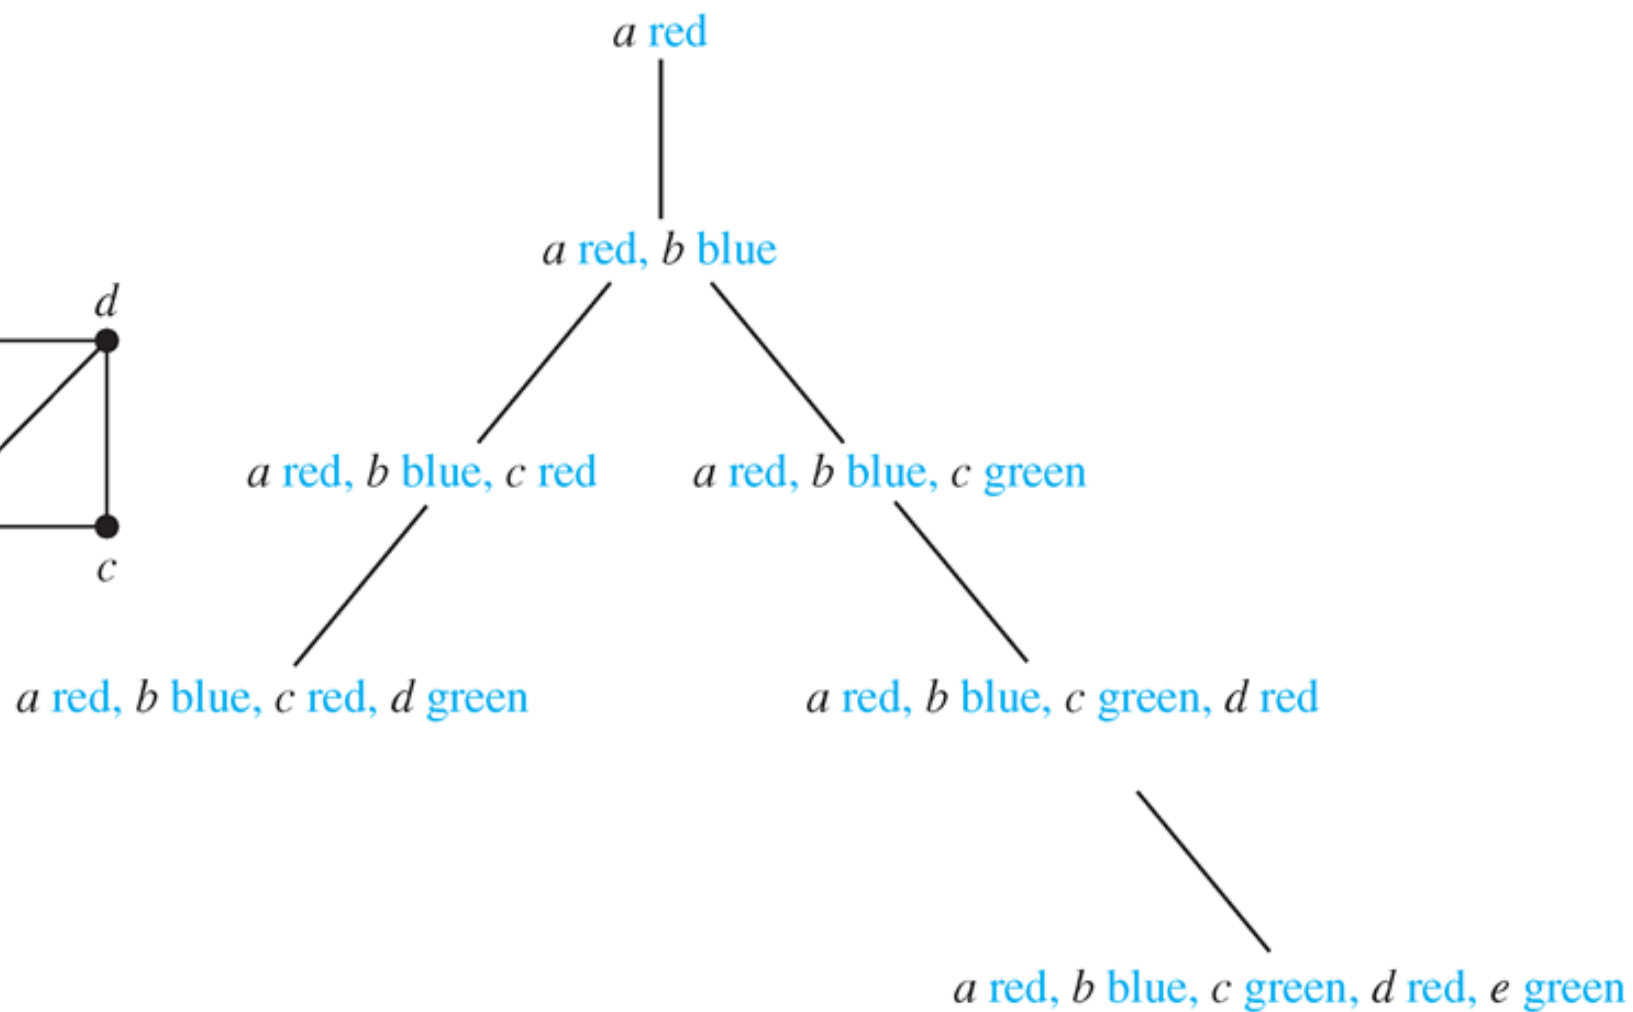 a red
a red, b blue
d
a red, b blue, c red
a red, b blue, c green
c
a red, b blue, c red, d green
a red, b blue, c green, d red
a red, b blue, c green, d red, e green